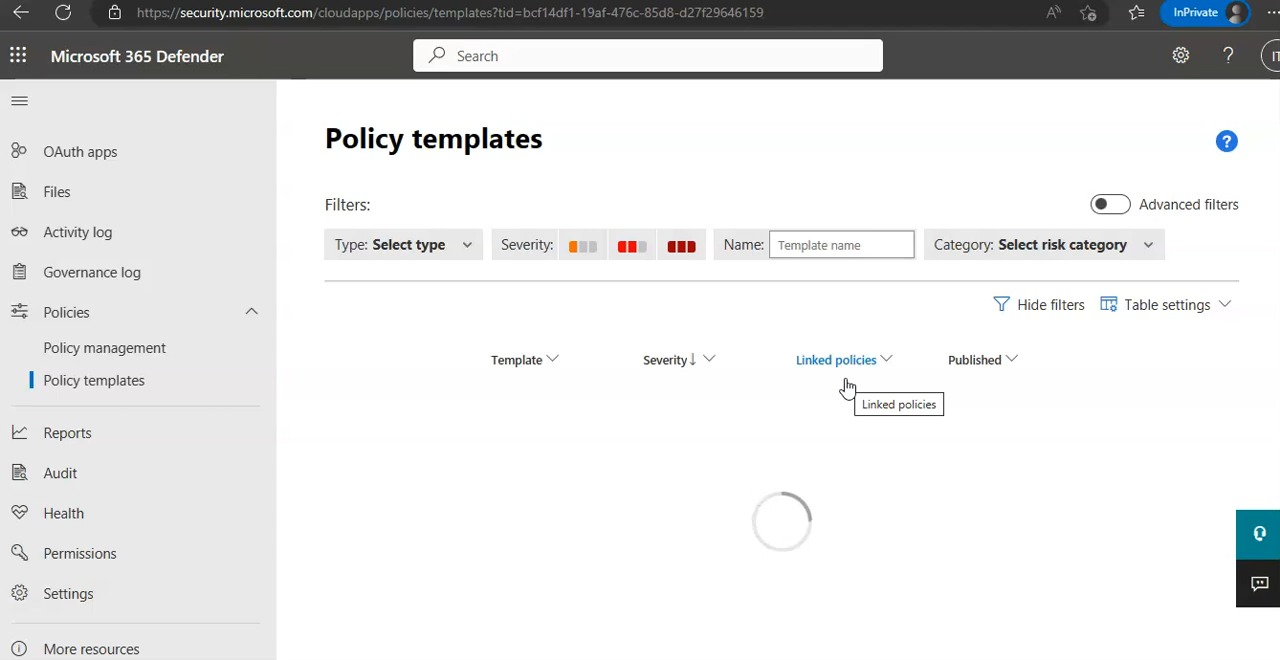 https://security.microsoft.com/cloudapps/policies/templates?tid=bcf14df1-19af-476c-85d8-d27f29646159
InPrivate
Microsoft 365 Defender
Search
?
IT
OAuth apps
Files
Activity log
Governance log
Policies
Policy management
Policy templates
Reports
Audit
Health
Permissions
Settings
More resources
Policy templates
?
Filters:
Advanced filters
Type: Select type
Severity:
Name: Template name
Category: Select risk category
Hide filters
Table settings
Template
Severity
Linked policies
Published
Linked policies